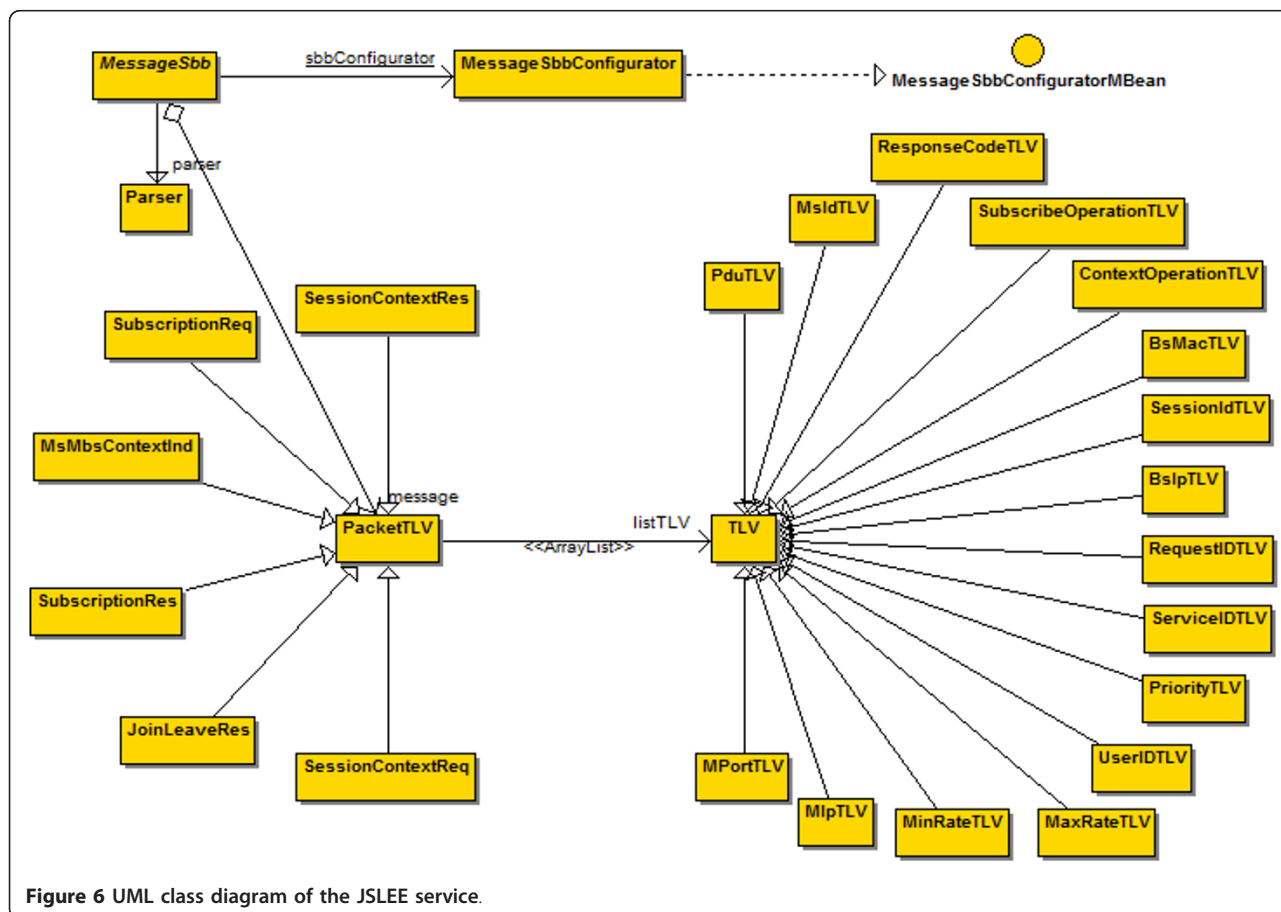 MessageSbb
sbbConfigurator
MessageSbbConfigurator
MessageSbbConfiguratorMBean
parser
Parser
ResponseCodeTLV
MsIdTLV
SubscribeOperationTLV
PduTLV
ContextOperationTLV
SessionContextRes
SubscriptionReq
BsMacTLV
SessionIdTLV
MsMbsContextInd
BsIpTLV
message
PacketTLV
listTLV
<<ArrayList>>
TLV
RequestIDTLV
SubscriptionRes
ServiceIDTLV
PriorityTLV
JoinLeaveRes
SessionContextReq
MPortTLV
UserIDTLV
MIpTLV
MinRateTLV
MaxRateTLV
Figure 6 UML class diagram of the JSLEE service.